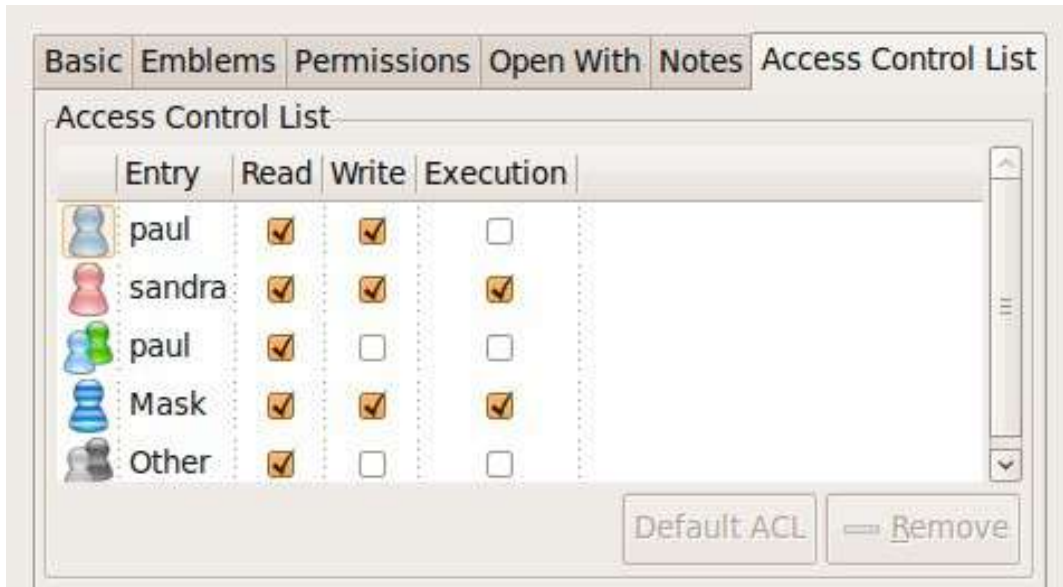 Basic Emblems Permissions Open With Notes Access Control List
Access Control List
Entry Read Write Execution
paul
sandra
paul
Mask
Other
Default ACL Remove